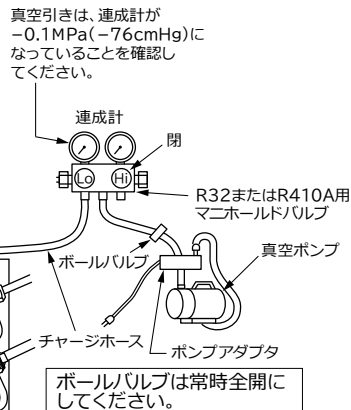 真空引きは、連成計が
−0.1MPa(−76cmHg)に
なっていることを確認し
てください。
連成計
閉
Lo
Hi
R32またはR410A用
マニホールドバルブ
ボールバルブ
真空ポンプ
チャージホース
ポンプアダプタ
ボールバルブは常時全開に
してください。